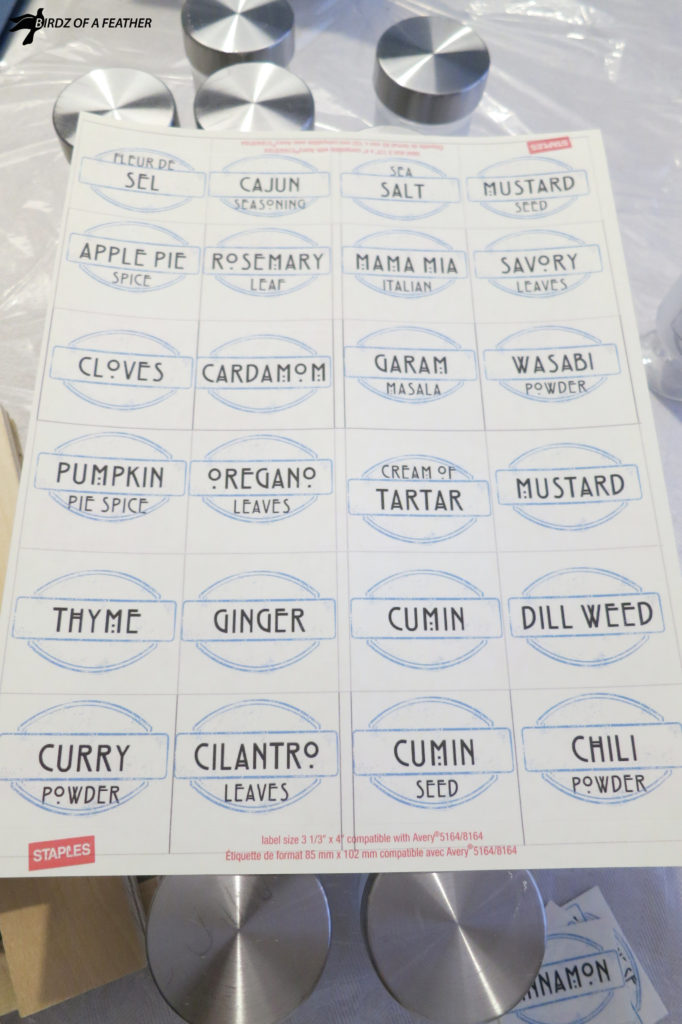 BIRDZ OF A FEATHER
STAPLES
FLEUR DE
SEL
CAJUN
SEASONING
SEA
SALT
MUSTARD
SEED
APPLE PIE
SPICE
ROSEMARY
LEAF
MAMA MIA
ITALIAN
SAVORY
LEAVES
CLOVES
CARDAMOM
GARAM
MASALA
WASABI
POWDER
PUMPKIN
PIE SPICE
OREGANO
LEAVES
CREAM OF
TARTAR
MUSTARD
THYME
GINGER
CUMIN
DILL WEED
CURRY
POWDER
CILANTRO
LEAVES
CUMIN
SEED
CHILI
POWDER
STAPLES
label size 3 1/3" x 4" compatible with Avery®5164/8164
Étiquette de format 85 mm x 102 mm compatible avec Avery®5164/8164